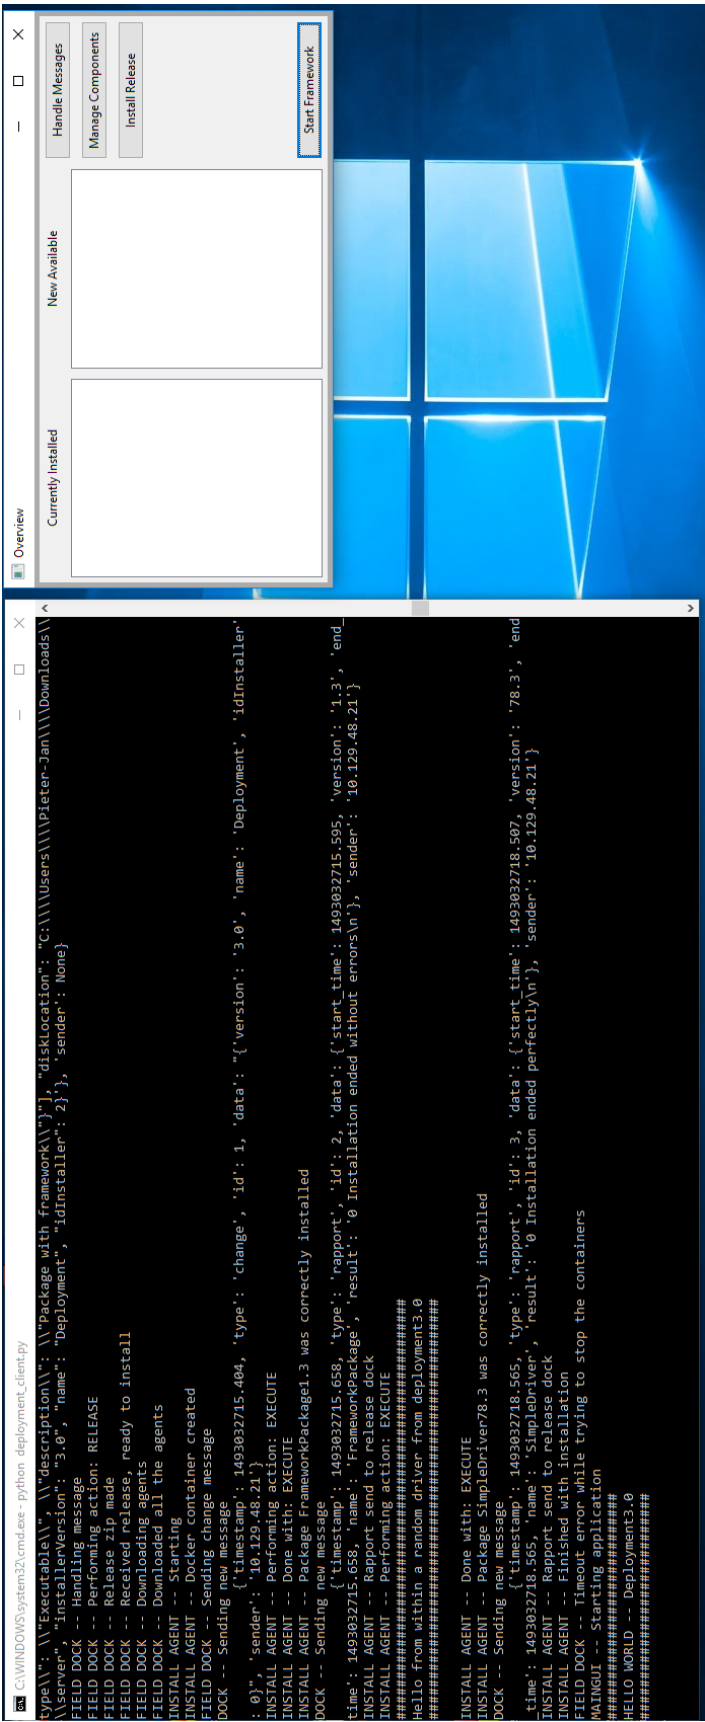 C:\WINDOWS\system32\cmd.exe - python deployment_client.py
type\\": \\"Executable\\", \\"description\\": \\"Package with framework\\"}"], "diskLocation": "C:\\\\Users\\\\Pieter-Jan\\\\Downloads\\
\\server", "installerVersion": "3.0", "name": "Deployment", "idInstaller": 2}'}, 'sender': None}
FIELD DOCK -- Handling message
FIELD DOCK -- Performing action: RELEASE
FIELD DOCK -- Release zip made
FIELD DOCK -- Received release, ready to install
FIELD DOCK -- Downloading agents
FIELD DOCK -- Downloaded all the agents
INSTALL AGENT -- Starting
INSTALL AGENT -- Docker container created
FIELD DOCK -- Sending change message
DOCK -- Sending new message
{'timestamp': 1493032715.404, 'type': 'change', 'id': 1, 'data': "{'version': '3.0', 'name': 'Deployment', 'idInstaller'
: 0}", 'sender': '10.129.48.21'}
INSTALL AGENT -- Performing action: EXECUTE
INSTALL AGENT -- Done with: EXECUTE
INSTALL AGENT -- Package FrameworkPackage1.3 was correctly installed
DOCK -- Sending new message
{'timestamp': 1493032715.658, 'type': 'rapport', 'id': 2, 'data': {'start_time': 1493032715.595, 'version': '1.3', 'end_
time': 1493032715.658, 'name': 'FrameworkPackage', 'result': '0 Installation ended without errors\n'}, 'sender': '10.129.48.21'}
INSTALL AGENT -- Rapport send to release dock
INSTALL AGENT -- Performing action: EXECUTE
##################################################
Hello from within a random driver from deployment3.0
##################################################
INSTALL AGENT -- Done with: EXECUTE
INSTALL AGENT -- Package SimpleDriver78.3 was correctly installed
DOCK -- Sending new message
{'timestamp': 1493032718.565, 'type': 'rapport', 'id': 3, 'data': {'start_time': 1493032718.507, 'version': '78.3', 'end
_time': 1493032718.565, 'name': 'SimpleDriver', 'result': '0 Installation ended perfectly\n'}, 'sender': '10.129.48.21'}
INSTALL AGENT -- Rapport send to release dock
INSTALL AGENT -- Finished with installation
FIELD DOCK -- Timeout error while trying to stop the containers
MAINGUI -- Starting application
###########################
HELLO WORLD -- Deployment3.0
###########################
Overview
Currently Installed
New Available
Handle Messages
Manage Components
Install Release
Start Framework